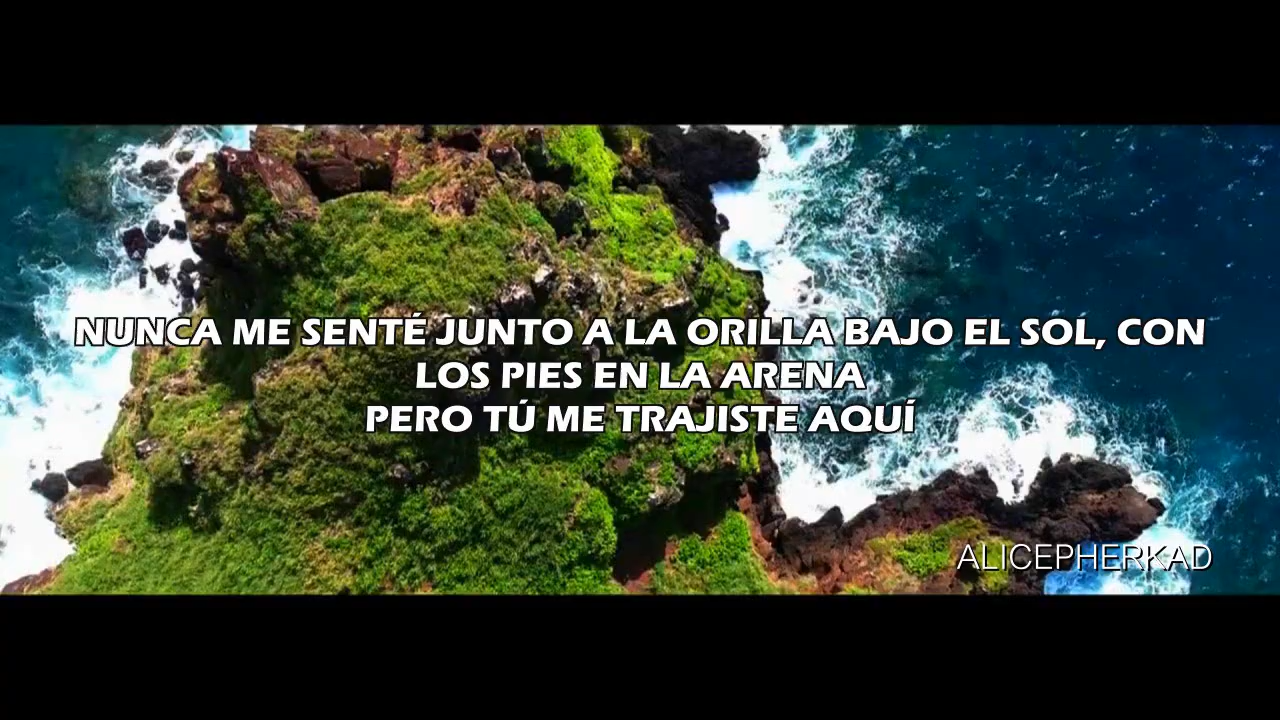 NUNCA ME SENTÉ JUNTO A LA ORILLA BAJO EL SOL, CON
LOS PIES EN LA ARENA
PERO TÚ ME TRAJISTE AQUÍ
ALICEPHERKAD